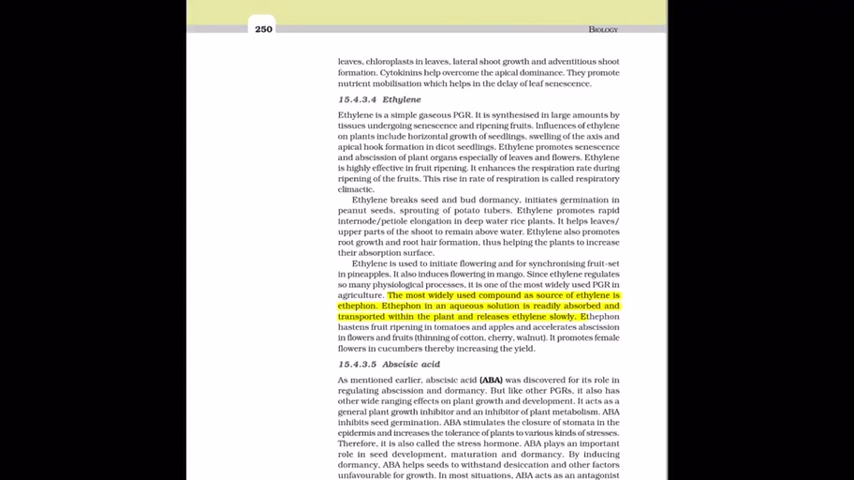 250
BIOLOGY
leaves, chloroplasts in leaves, lateral shoot growth and adventitious shoot
formation. Cytokinins help overcome the apical dominance. They promote
nutrient mobilisation which helps in the delay of leaf senescence.
15.4.3.4 Ethylene
Ethylene is a simple gaseous PGR. It is synthesised in large amounts by
tissues undergoing senescence and ripening fruits. Influences of ethylene
on plants include horizontal growth of seedlings, swelling of the axis and
apical hook formation in dicot seedlings. Ethylene promotes senescence
and abscission of plant organs especially of leaves and flowers. Ethylene
is highly effective in fruit ripening. It enhances the respiration rate during
ripening of the fruits. This rise in rate of respiration is called respiratory
climactic.
Ethylene breaks seed and bud dormancy, initiates germination in
peanut seeds, sprouting of potato tubers. Ethylene promotes rapid
internode/petiole elongation in deep water rice plants. It helps leaves/
upper parts of the shoot to remain above water. Ethylene also promotes
root growth and root hair formation, thus helping the plants to increase
their absorption surface.
Ethylene is used to initiate flowering and for synchronising fruit-set
in pineapples. It also induces flowering in mango. Since ethylene regulates
so many physiological processes, it is one of the most widely used PGR in
agriculture. The most widely used compound as source of ethylene is
ethephon. Ethephon in an aqueous solution is readily absorbed and
transported within the plant and releases ethylene slowly. Ethephon
hastens fruit ripening in tomatoes and apples and accelerates abscission
in flowers and fruits (thinning of cotton, cherry, walnut). It promotes female
flowers in cucumbers thereby increasing the yield.
15.4.3.5 Abscisic acid
As mentioned earlier, abscisic acid (ABA) was discovered for its role in
regulating abscission and dormancy. But like other PGRs, it also has
other wide ranging effects on plant growth and development. It acts as a
general plant growth inhibitor and an inhibitor of plant metabolism. ABA
inhibits seed germination. ABA stimulates the closure of stomata in the
epidermis and increases the tolerance of plants to various kinds of stresses.
Therefore, it is also called the stress hormone. ABA plays an important
role in seed development, maturation and dormancy. By inducing
dormancy, ABA helps seeds to withstand desiccation and other factors
unfavourable for growth. In most situations, ABA acts as an antagonist